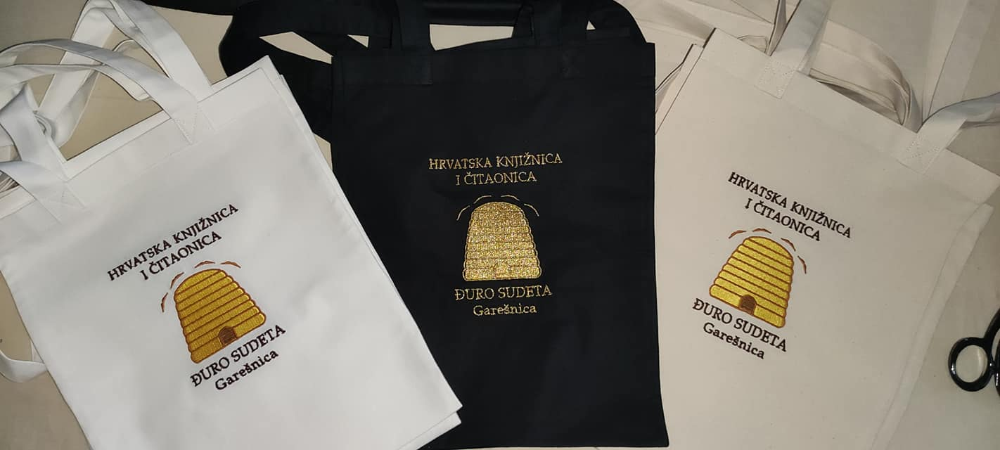 HRVATSKA KNJIŽNICA
I ČITAONICA
ĐURO SUDETA
Garešnica
HRVATSKA KNJIŽNICA
I ČITAONICA
ĐURO SUDETA
Garešnica
HRVATSKA KNJIŽNICA
I ČITAONICA
ĐURO SUDETA
Garešnica